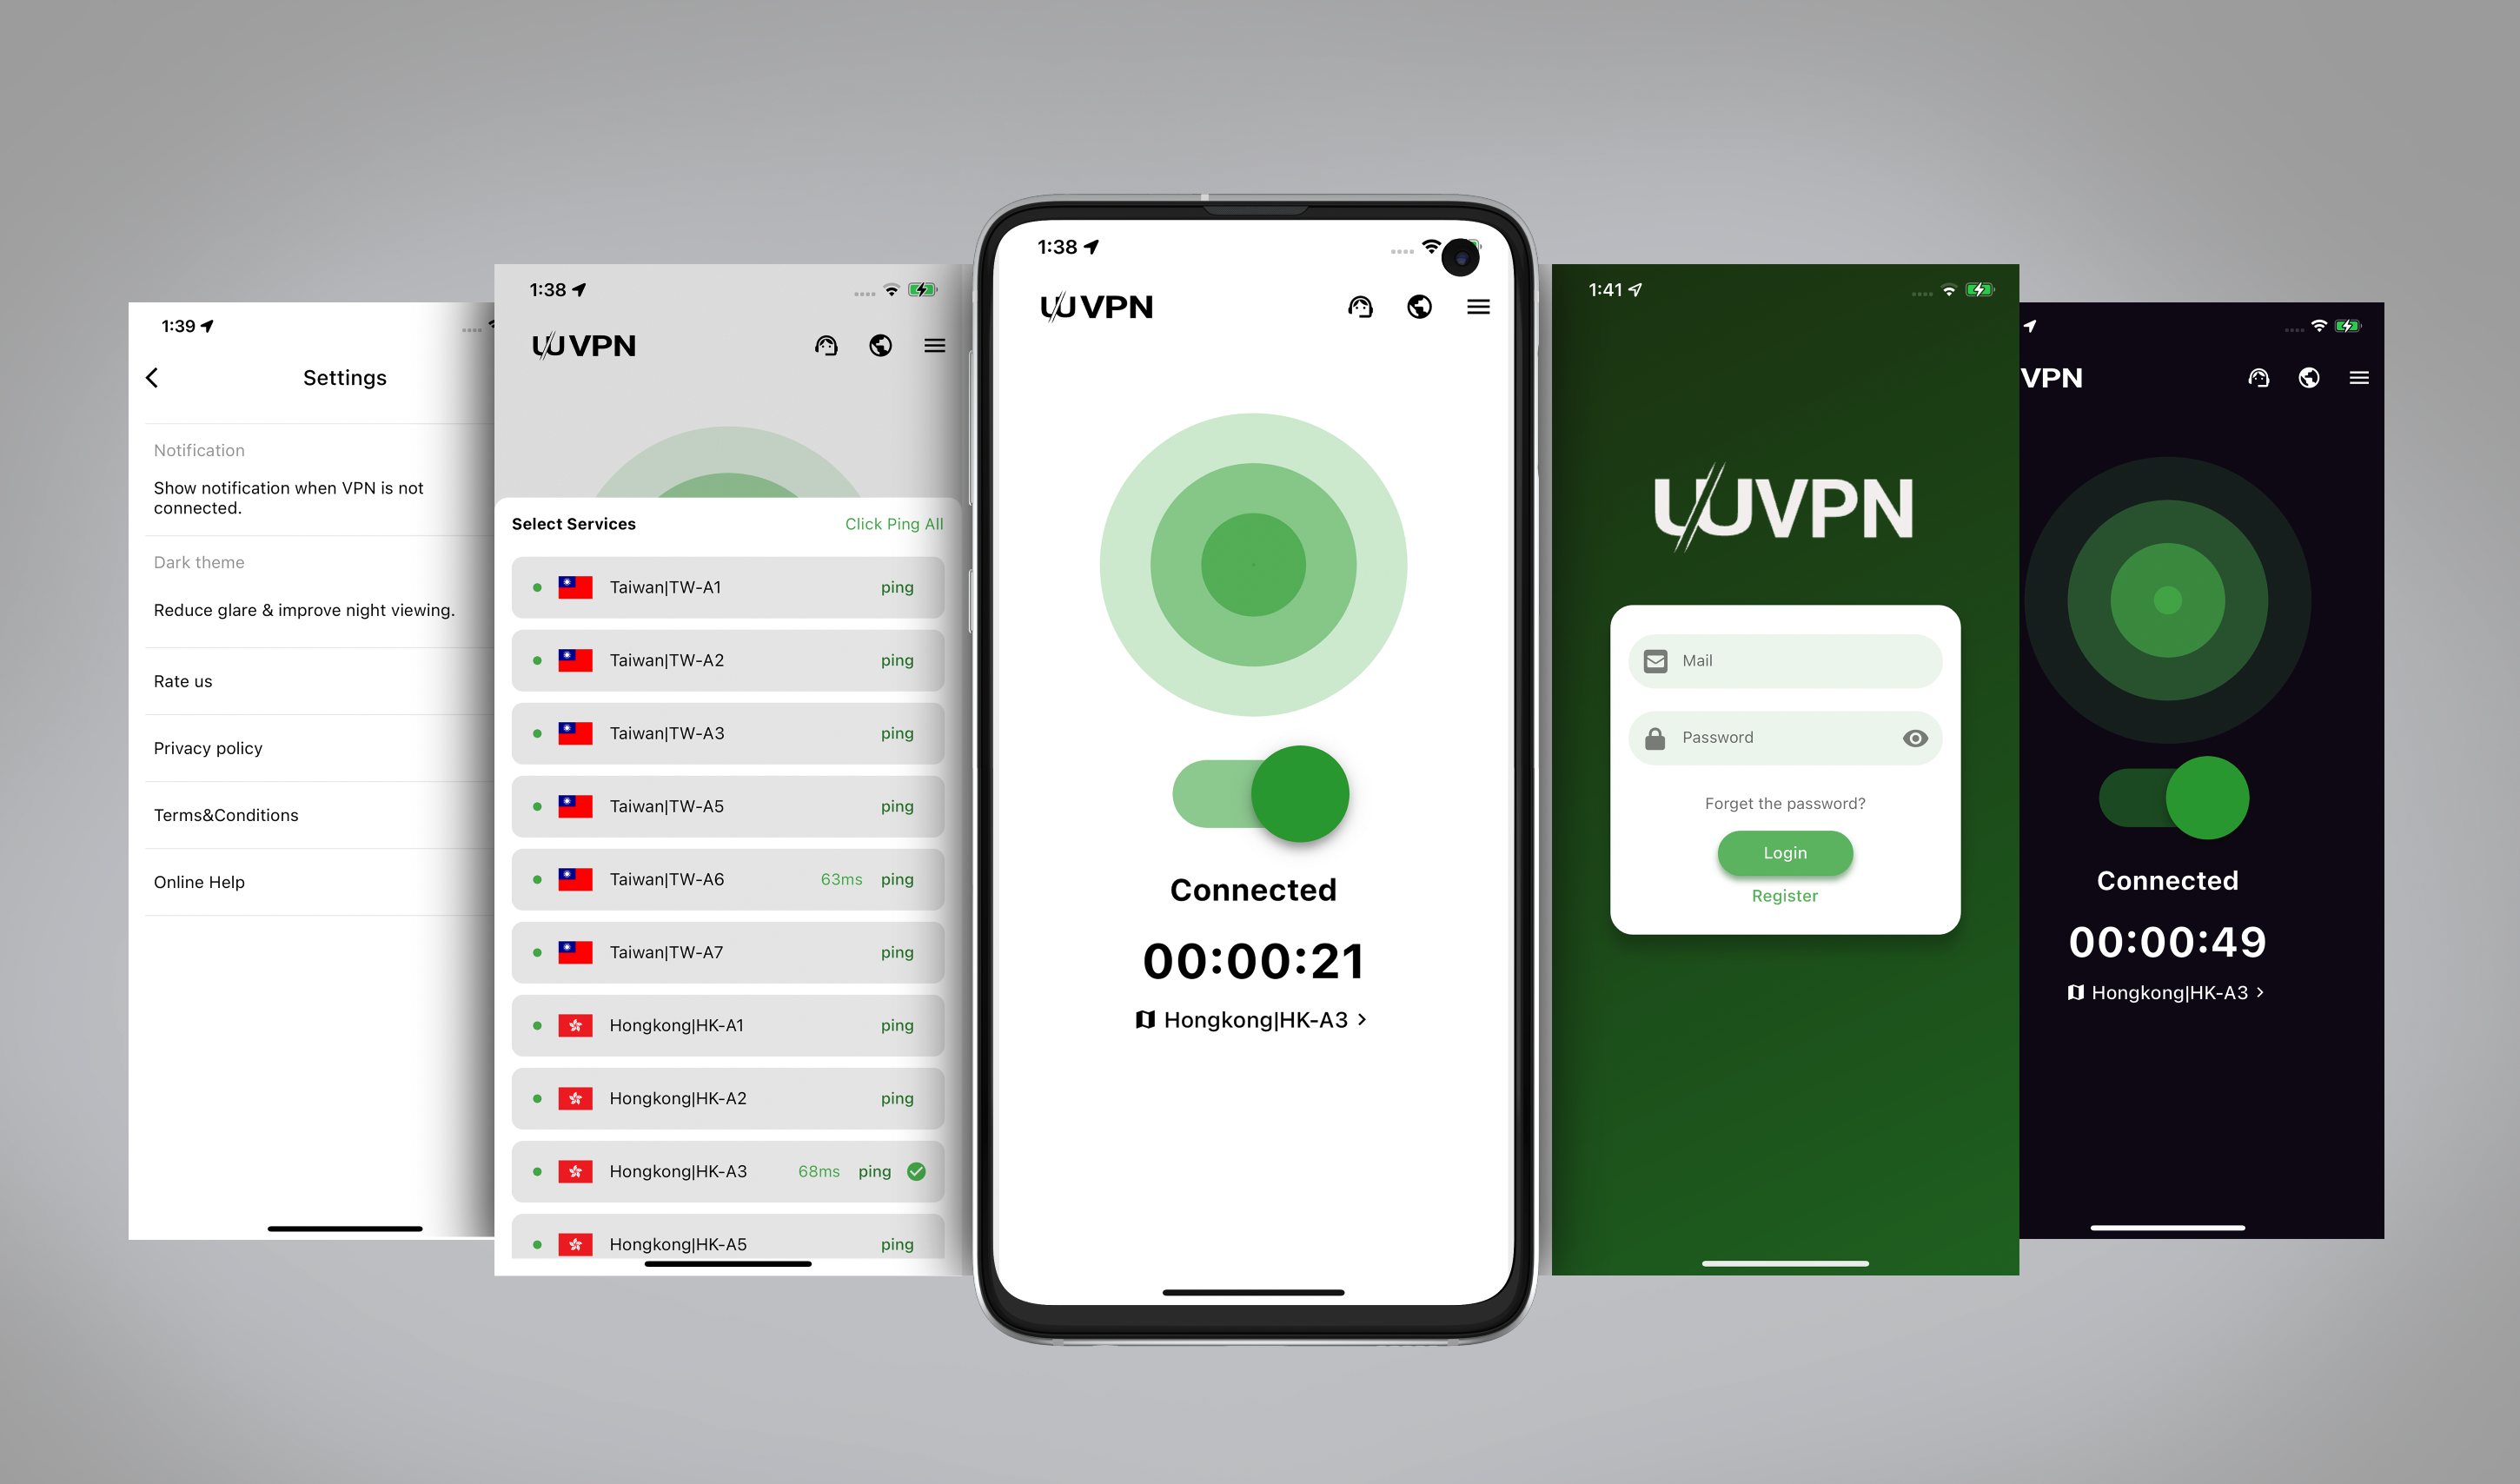 1:39
Settings
Notification
Show notification when VPN is not
connected.
Dark theme
Reduce glare & improve night viewing.
Rate us
Privacy policy
Terms&Conditions
Online Help
1:38
UU VPN
Select Services
Click Ping All
Taiwan|TW-A1 ping
Taiwan|TW-A2 ping
Taiwan|TW-A3 ping
Taiwan|TW-A5 ping
Taiwan|TW-A6 63ms ping
Taiwan|TW-A7 ping
Hongkong|HK-A1 ping
Hongkong|HK-A2 ping
Hongkong|HK-A3 68ms ping
Hongkong|HK-A5 ping
1:38
UU VPN
Connected
00:00:21
Hongkong|HK-A3
1:41
UUVPN
Mail
Password
Forget the password?
Login
Register
VPN
Connected
00:00:49
Hongkong|HK-A3